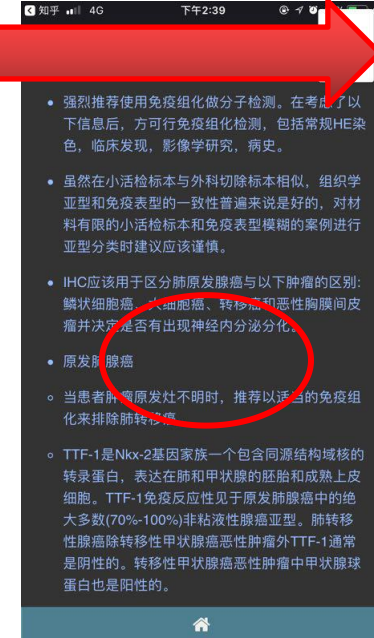 知乎 4G 下午2:39
• 强烈推荐使用免疫组化做分子检测。在考虑了以
下信息后，方可行免疫组化检测，包括常规HE染
色，临床发现，影像学研究，病史。
• 虽然在小活检标本与外科切除标本相似，组织学
亚型和免疫表型的一致性普遍来说是好的，对材
料有限的小活检标本和免疫表型模糊的案例进行
亚型分类时建议应该谨慎。
• IHC应该用于区分肺原发腺癌与以下肿瘤的区别:
鳞状细胞癌、大细胞癌、转移癌和恶性胸膜间皮
瘤并决定是否有出现神经内分泌分化。
• 原发肺腺癌
○ 当患者肿瘤原发灶不明时，推荐以适当的免疫组
化来排除肺转移癌
○ TTF-1是Nkx-2基因家族一个包含同源结构域核的
转录蛋白，表达在肺和甲状腺的胚胎和成熟上皮
细胞。TTF-1免疫反应性见于原发肺腺癌中的绝
大多数(70%-100%)非粘液性腺癌亚型。肺转移
性腺癌除转移性甲状腺癌恶性肿瘤外TTF-1通常
是阴性的。转移性甲状腺癌恶性肿瘤中甲状腺球
蛋白也是阳性的。